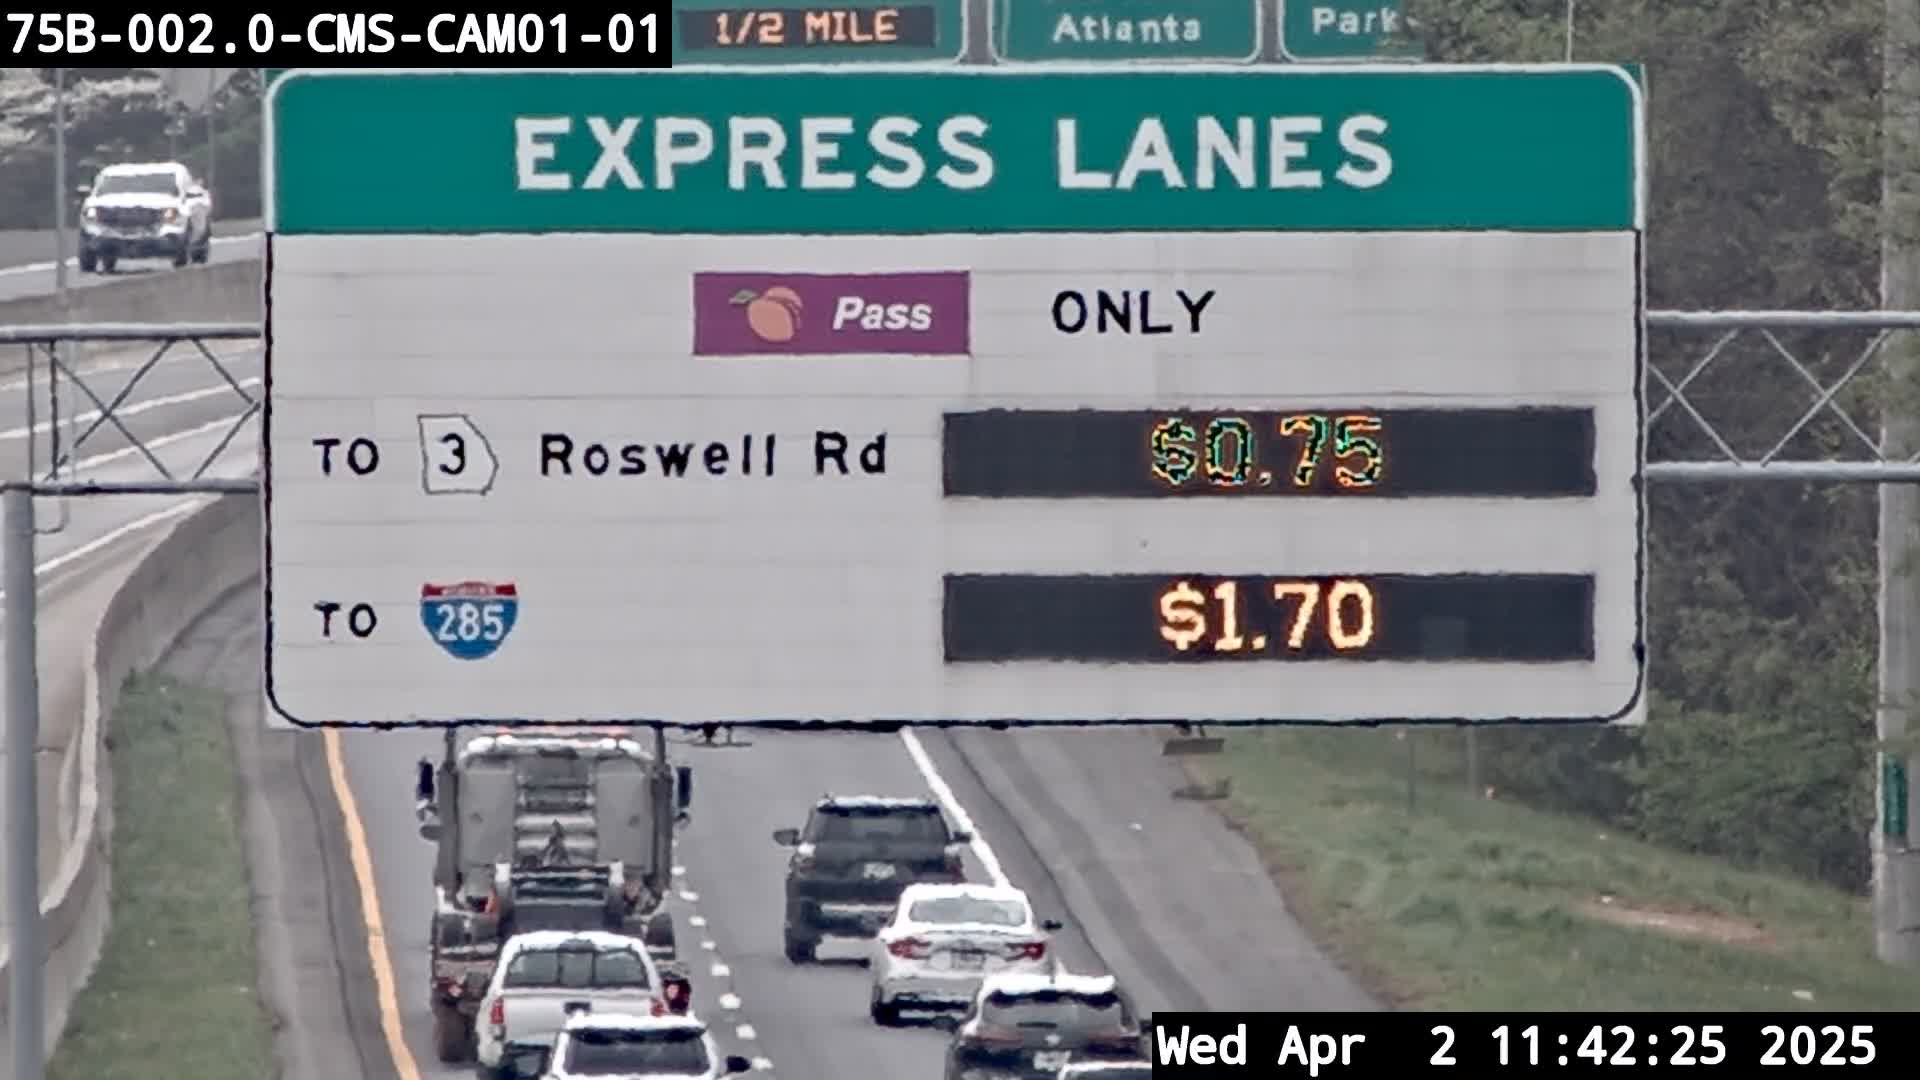 75B-002.0-CMS-CAM01-01
1/2 MILE
Atlanta
Park
EXPRESS LANES
Pass ONLY
TO 3 Roswell Rd $0.75
TO 285 $1.70
Wed Apr 2 11:42:25 2025